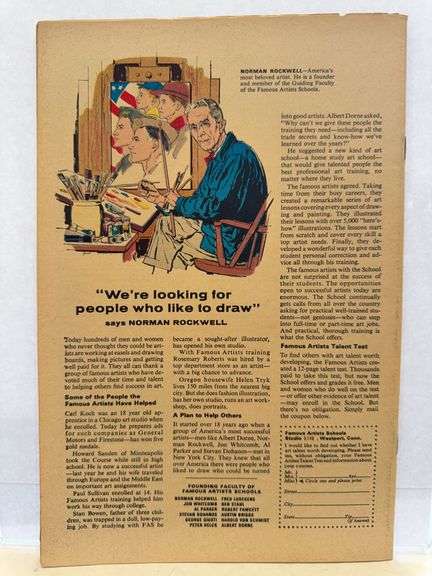 NORMAN ROCKWELL—America's
most beloved artist. He is a founder
and member of the Guiding Faculty
of the Famous Artists Schools.
"We're looking for
people who like to draw"
says NORMAN ROCKWELL
Today hundreds of men and women
who never thought they could be art-
ists are working at easels and drawing
boards, making pictures and getting
well paid for it. They all can thank a
group of famous artists who have de-
voted much of their time and talent
to helping others find success in art.
Some of the People the
Famous Artists Have Helped
Carl Koch was an 18 year old ap-
prentice in a Chicago art studio when
he enrolled. Today he prepares ads
for such companies as General
Motors and Firestone—has won five
gold medals.
Howard Sanden of Minneapolis
took the Course while still in high
school. He is now a successful artist
—last year he and his wife traveled
through Europe and the Middle East
on important art assignments.
Paul Sullivan enrolled at 14. His
Famous Artists training helped him
work his way through college.
Stan Bowen, father of three chil-
dren, was trapped in a dull, low-pay-
ing job. By studying with FAS he
became a sought-after illustrator,
has opened his own studio.
With Famous Artists training
Rosemary Roberts was hired by a
top department store as an artist—
with a big chance to advance.
Oregon housewife Helen Tryk
lives 100 miles from the nearest big
city. But she does fashion illustration,
has her own studio, runs an art work-
shop, does portraits.
A Plan to Help Others
It started over 18 years ago when a
group of America's most successful
artists—men like Albert Dorne, Nor-
man Rockwell, Jon Whitcomb, Al
Parker and Stevan Dohanos—met in
New York City. They knew that all
over America there were people who
liked to draw who could be turned
into good artists. Albert Dorne asked,
"Why can't we give these people the
training they need—including all the
trade secrets and know-how we've
learned over the years?"
He suggested a new kind of art
school—a home study art school—
that would give talented people the
best professional art training, no
matter where they live.
The famous artists agreed. Taking
time from their busy careers, they
created a remarkable series of art
lessons covering every aspect of draw-
ing and painting. They illustrated
their lessons with over 5,000 "here's-
how" illustrations. The lessons start
from scratch and cover every skill a
top artist needs. Finally, they de-
veloped a wonderful way to give each
student personal correction and ad-
vice all through his training.
The famous artists with the School
are not surprised at the success of
their students. The opportunities
open to successful artists today are
enormous. The School continually
gets calls from all over the country
asking for practical well-trained stu-
dents—not geniuses—who can step
into full-time or part-time art jobs.
And practical, thorough training is
what the School offers.
Famous Artists Talent Test
To find others with art talent worth
developing, the Famous Artists cre-
ated a 12-page talent test. Thousands
paid to take this test, but now the
School offers and grades it free. Men
and women who do well on the test
—or offer other evidence of art talent
—may enroll in the School. But
there's no obligation. Simply mail
the coupon below.
FOUNDING FACULTY OF
FAMOUS ARTISTS SCHOOLS
NORMAN ROCKWELL FRED LUDEKENS
JON WHITCOMB BEN STAHL
AL PARKER ROBERT FAWCETT
STEVAN DOHANOS AUSTIN BRIGGS
GEORGE GIUSTI HAROLD VON SCHMIDT
PETER HELCK ALBERT DORNE
Famous Artists Schools
Studio Westport, Conn.
I would like to find out whether I have
art talent worth developing. Please send
me, without obligation, your Famous
Artists Talent Test and information about
your courses.
Mr.
Mrs.
Miss Circle one and please print
Street
City
State Zip